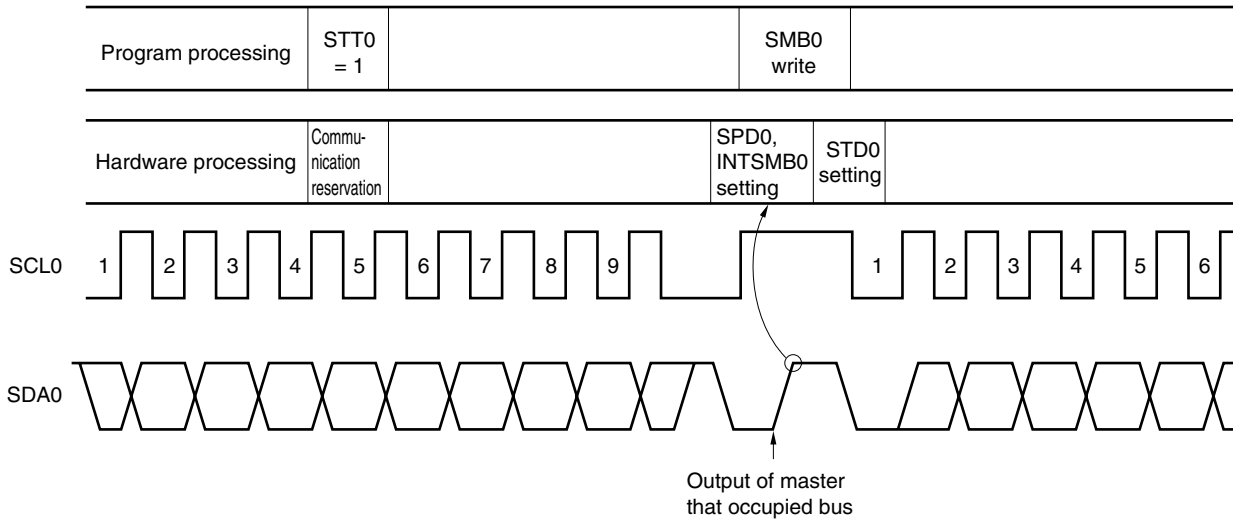 Program processing
STT0
= 1
SMB0
write
Hardware processing
Commu-
nication
reservation
SPD0,
INTSMB0
setting
STD0
setting
SCL0
1 2 3 4 5 6 7 8 9 1 2 3 4 5 6
SDA0
Output of master
that occupied bus